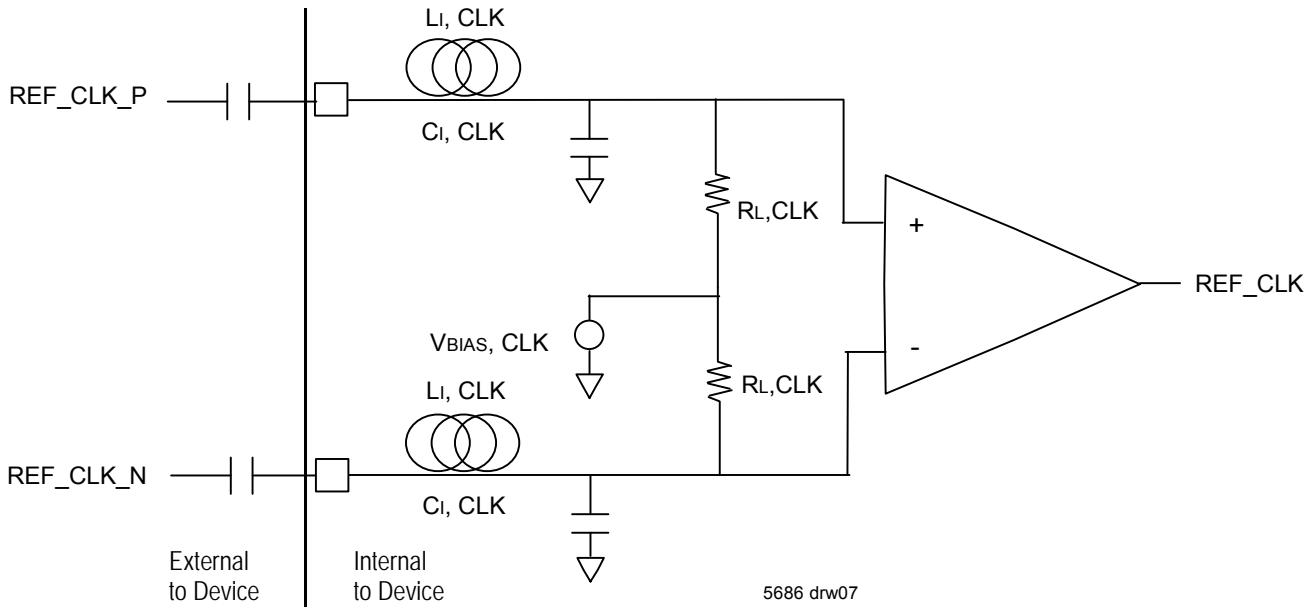 LI, CLK
REF_CLK_P
CI, CLK
RL,CLK
+
REF_CLK
VBIAS, CLK
-
RL,CLK
LI, CLK
REF_CLK_N
CI, CLK
External
to Device
Internal
to Device
5686 drw07